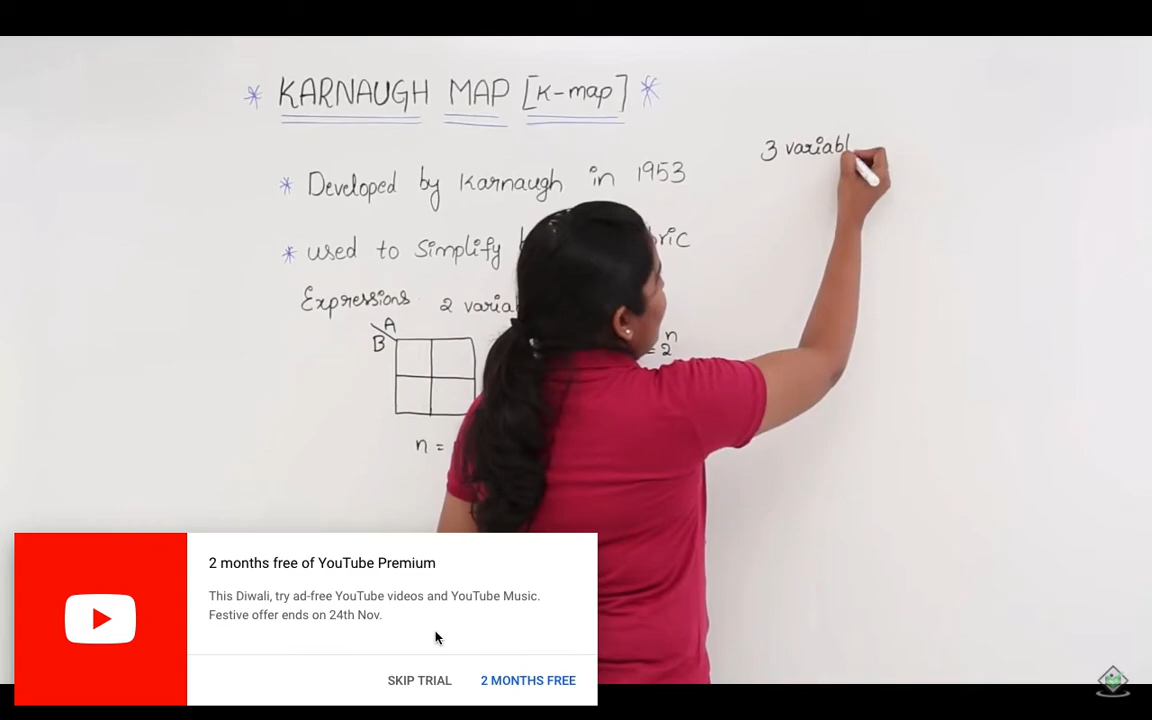 * KARNAUGH MAP [K-map] *
3 variabl
* Developed by Karnaugh in 1953
* used to Simplify
Expressions 2
A
B
= 2^n
n =
2 months free of YouTube Premium
This Diwali, try ad-free YouTube videos and YouTube Music.
Festive offer ends on 24th Nov.
SKIP TRIAL
2 MONTHS FREE